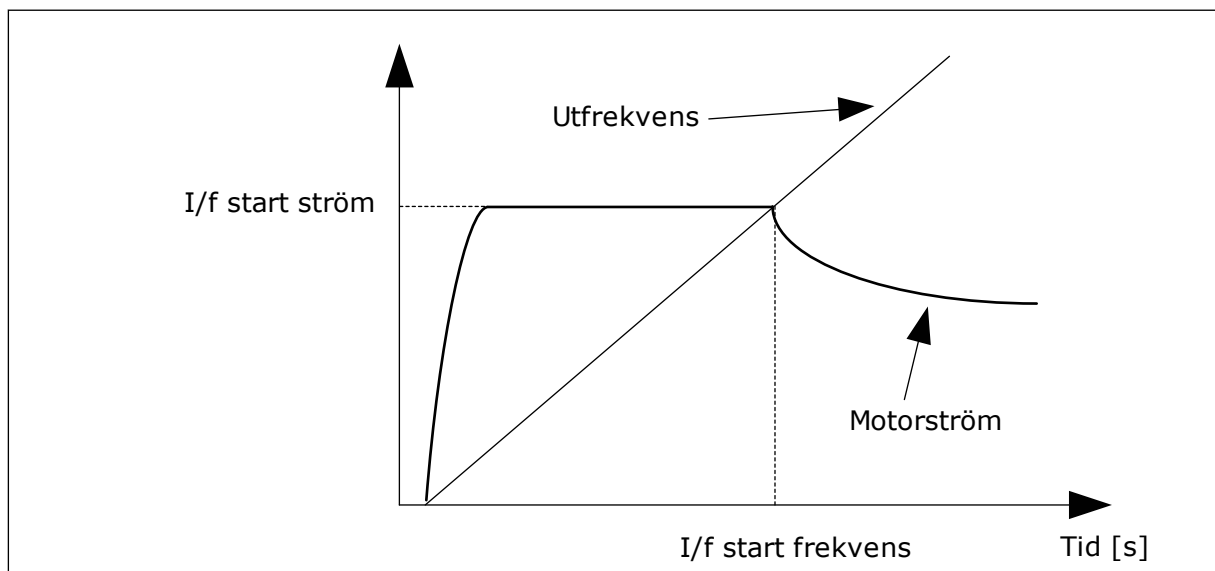 Utfrekvens
I/f start ström
Motorström
I/f start frekvens
Tid [s]